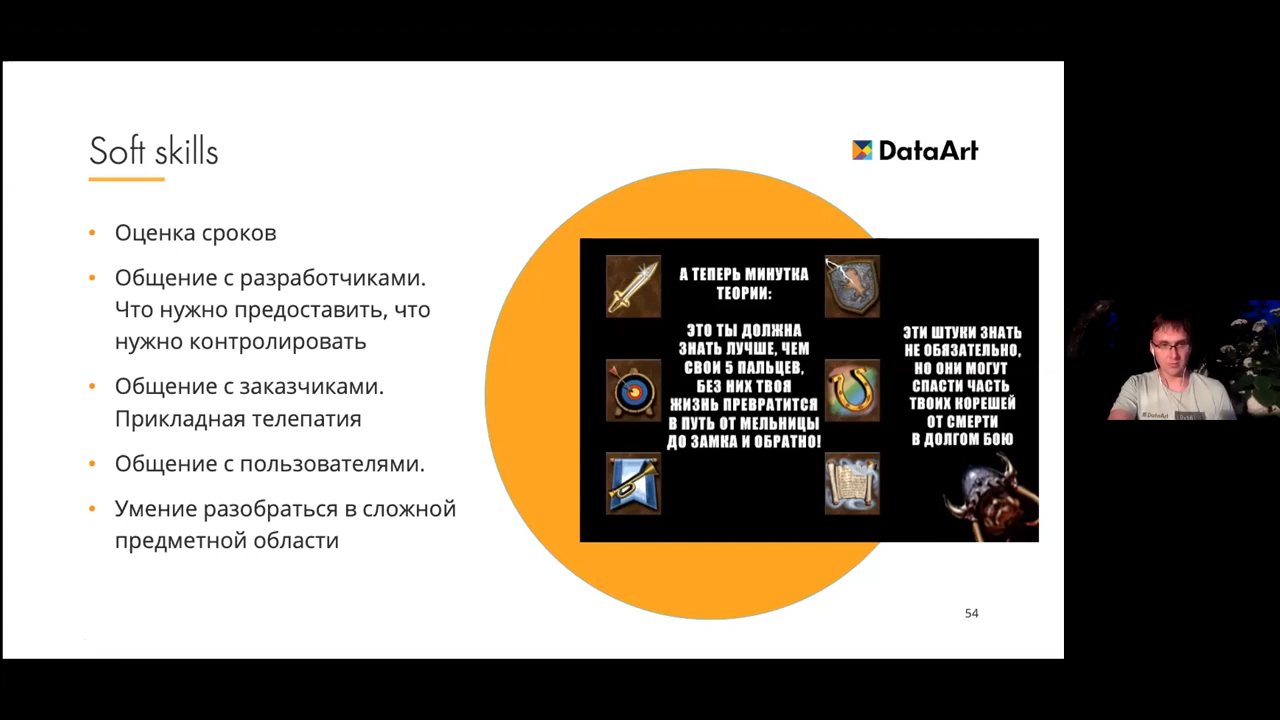 Soft skills
DataArt
• Оценка сроков
• Общение с разработчиками.
Что нужно предоставить, что
нужно контролировать
• Общение с заказчиками.
Прикладная телепатия
• Общение с пользователями.
• Умение разобраться в сложной
предметной области
А ТЕПЕРЬ МИНУТКА
ТЕОРИИ:
ЭТО ТЫ ДОЛЖНА
ЗНАТЬ ЛУЧШЕ, ЧЕМ
СВОИ 5 ПАЛЬЦЕВ,
БЕЗ НИХ ТВОЯ
ЖИЗНЬ ПРЕВРАТИТСЯ
В ПУТЬ ОТ МЕЛЬНИЦЫ
ДО ЗАМКА И ОБРАТНО!
ЭТИ ШТУКИ ЗНАТЬ
НЕ ОБЯЗАТЕЛЬНО,
НО ОНИ МОГУТ
СПАСТИ ЧАСТЬ
ТВОИХ КОРЕШЕЙ
ОТ СМЕРТИ
В ДОЛГОМ БОЮ
54
DataArt